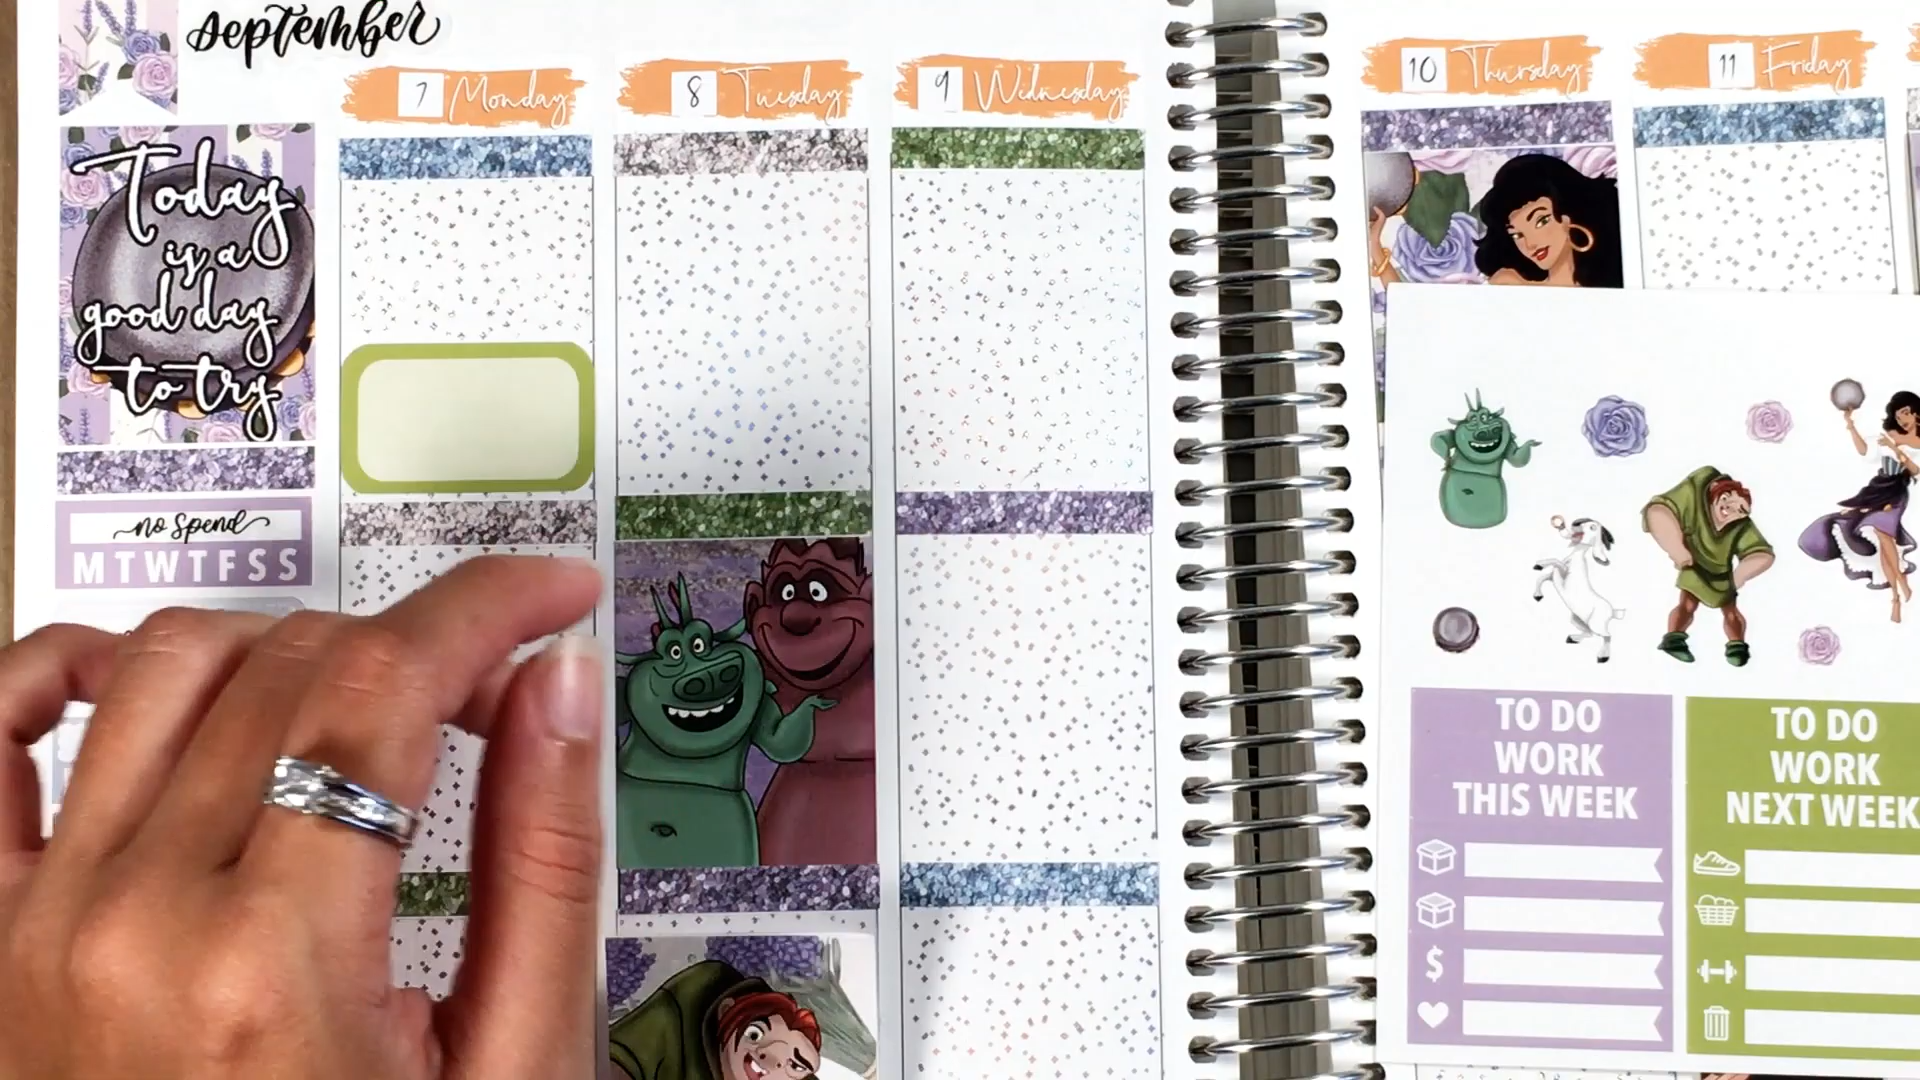 september
7 Monday
8 Tuesday
9 Wednesday
10 Thursday
11 Friday
Today
is a
good day
to try
no spend
MTWTFSS
TO DO
WORK
THIS WEEK
$
TO DO
WORK
NEXT WEEK